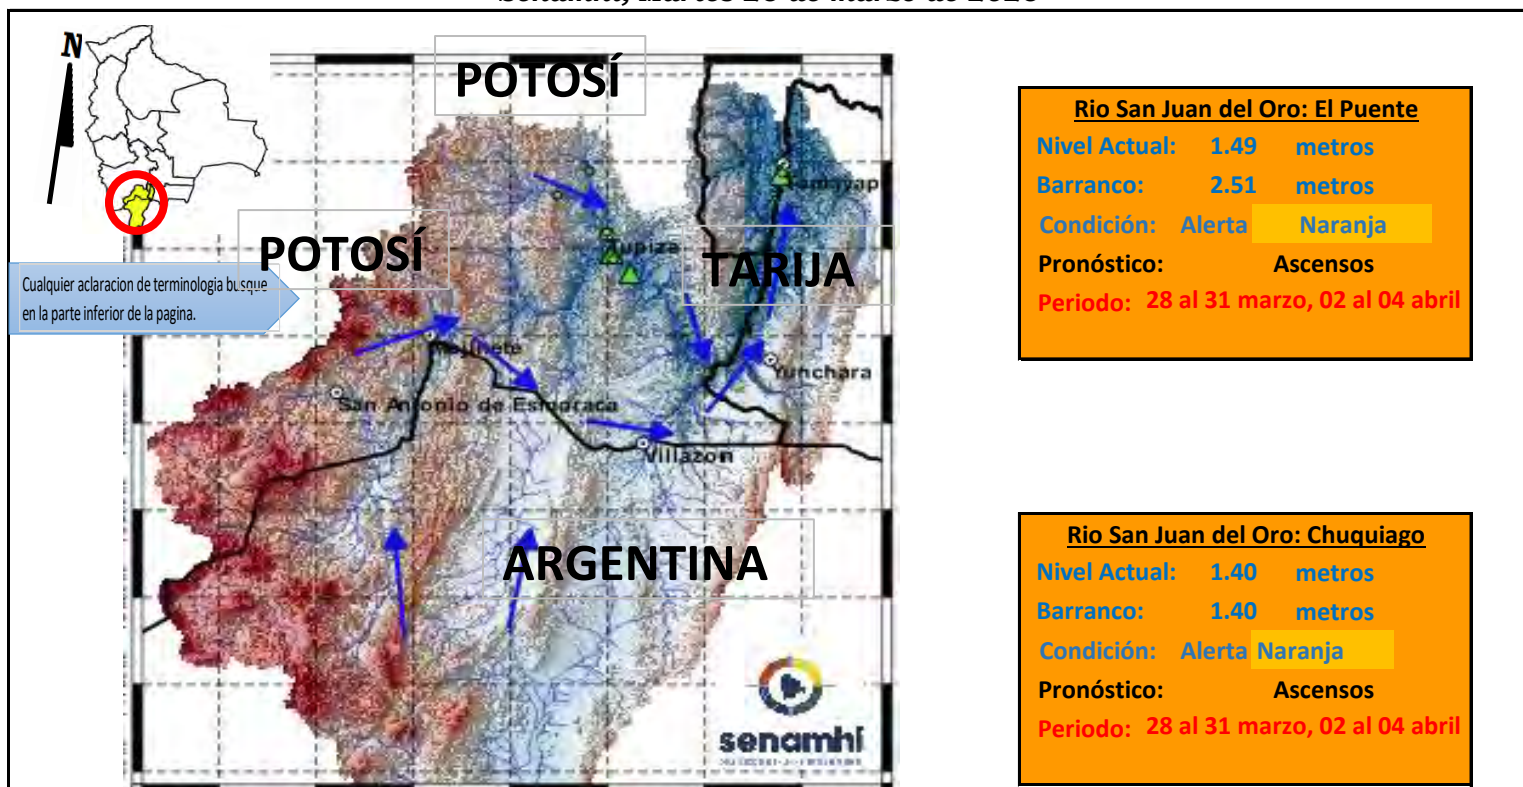 N
POTOSÍ
POTOSÍ
TARIJA
ARGENTINA
Cualquier aclaracion de terminologia busque
en la parte inferior de la pagina.
Tupiza
San Antonio de Esmoraca
Yunchara
Villazon
senamhi
Rio San Juan del Oro: El Puente
Nivel Actual: 1.49 metros
Barranco: 2.51 metros
Condición: Alerta Naranja
Pronóstico: Ascensos
Periodo: 28 al 31 marzo, 02 al 04 abril
Rio San Juan del Oro: Chuquiago
Nivel Actual: 1.40 metros
Barranco: 1.40 metros
Condición: Alerta Naranja
Pronóstico: Ascensos
Periodo: 28 al 31 marzo, 02 al 04 abril